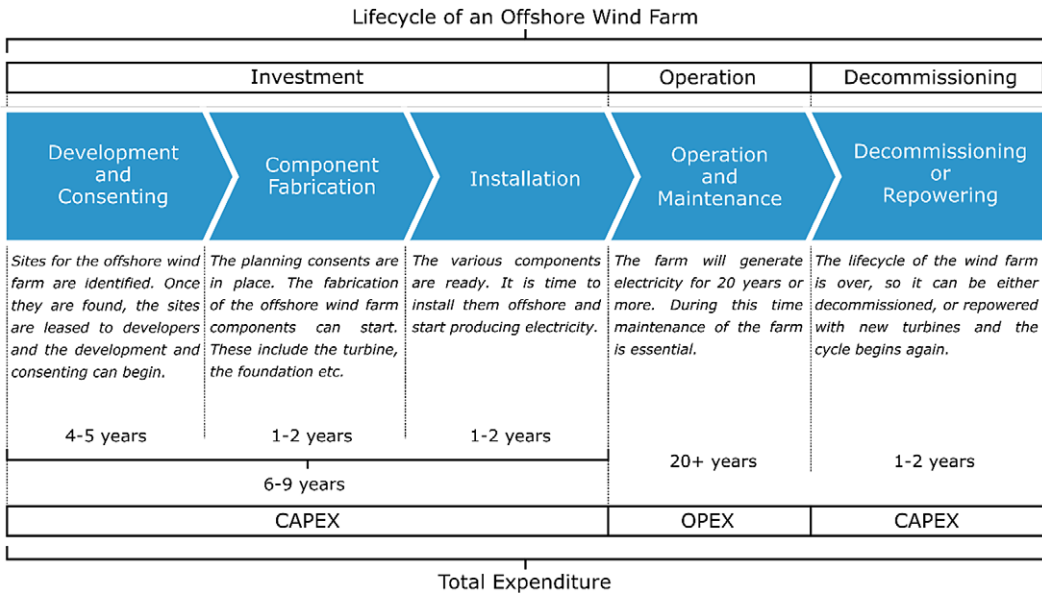 Lifecycle of an Offshore Wind Farm
Investment
Operation
Decommissioning
Development
and
Consenting
Component
Fabrication
Installation
Operation
and
Maintenance
Decommissioning
or
Repowering
Sites for the offshore wind
farm are identified. Once
they are found, the sites
are leased to developers
and the development and
consenting can begin.
The planning consents are
in place. The fabrication
of the offshore wind farm
components can start.
These include the turbine,
the foundation etc.
The various components
are ready. It is time to
install them offshore and
start producing electricity.
The farm will generate
electricity for 20 years or
more. During this time
maintenance of the farm
is essential.
The lifecycle of the wind farm
is over, so it can be either
decommissioned, or repowered
with new turbines and the
cycle begins again.
4-5 years
1-2 years
1-2 years
20+ years
1-2 years
6-9 years
CAPEX
OPEX
CAPEX
Total Expenditure